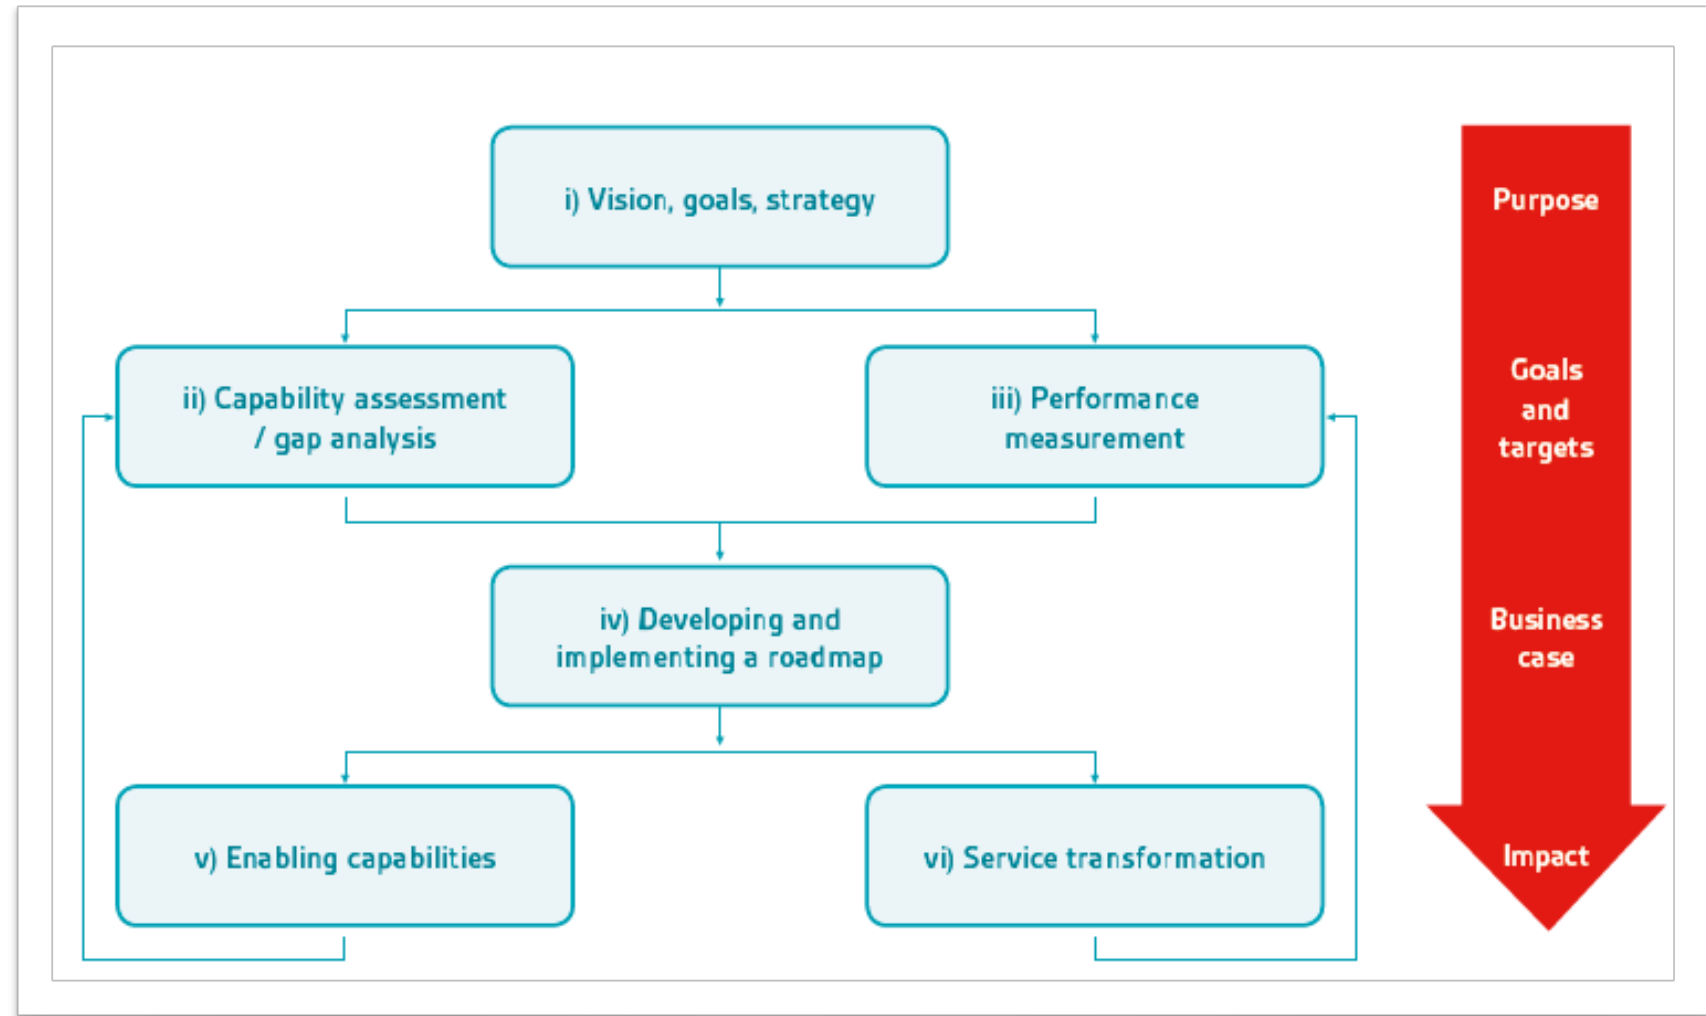 i) Vision, goals, strategy
Purpose
ii) Capability assessment
/ gap analysis
iii) Performance
measurement
Goals
and
targets
iv) Developing and
implementing a roadmap
Business
case
v) Enabling capabilities
vi) Service transformation
Impact